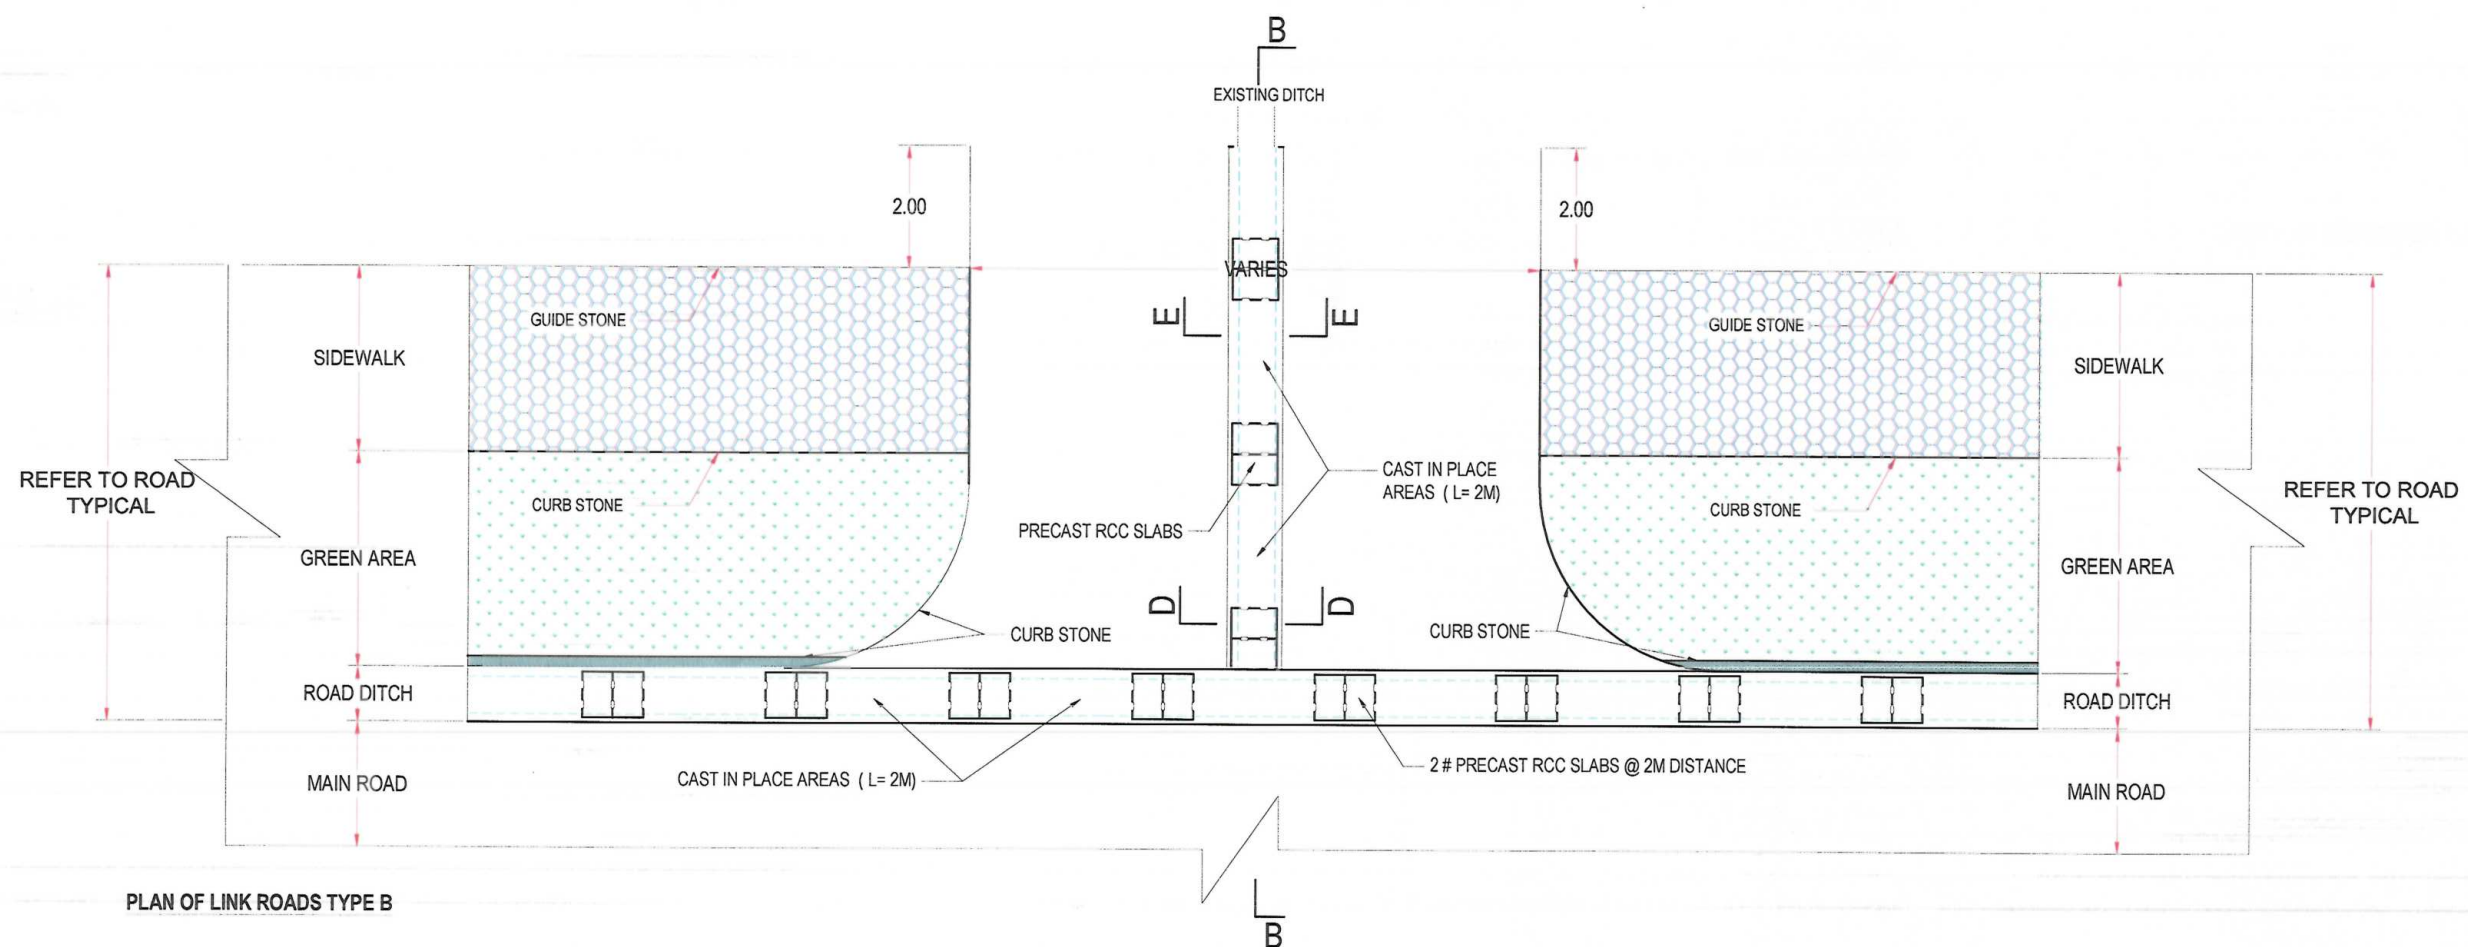 B
EXISTING DITCH
2.00
2.00
VARIES
E
E
GUIDE STONE
GUIDE STONE
SIDEWALK
SIDEWALK
REFER TO ROAD
TYPICAL
CAST IN PLACE
AREAS ( L= 2M)
REFER TO ROAD
TYPICAL
CURB STONE
CURB STONE
PRECAST RCC SLABS
GREEN AREA
GREEN AREA
D
D
CURB STONE
CURB STONE
ROAD DITCH
ROAD DITCH
CAST IN PLACE AREAS ( L= 2M)
2 # PRECAST RCC SLABS @ 2M DISTANCE
MAIN ROAD
MAIN ROAD
PLAN OF LINK ROADS TYPE B
B